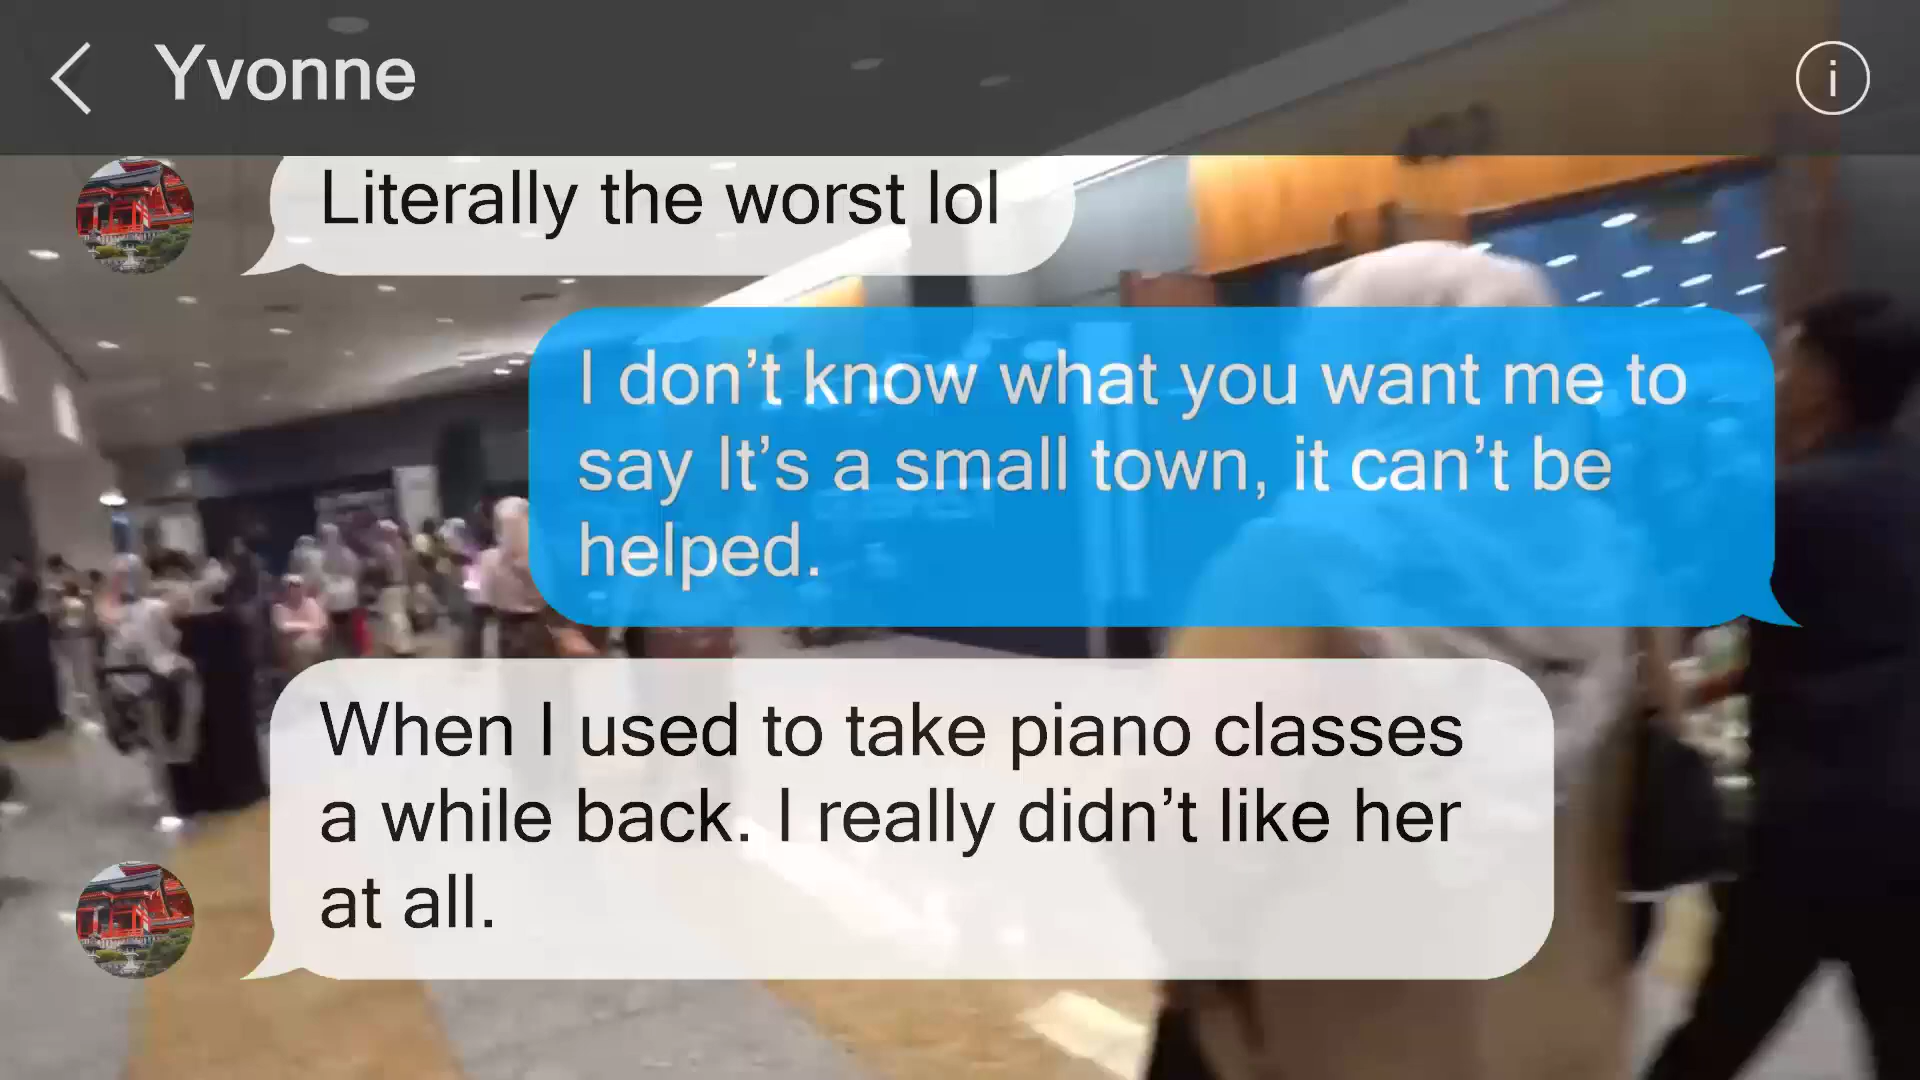 Yvonne
i
Literally the worst lol
I don’t know what you want me to
say It’s a small town, it can’t be
helped.
When I used to take piano classes
a while back. I really didn’t like her
at all.